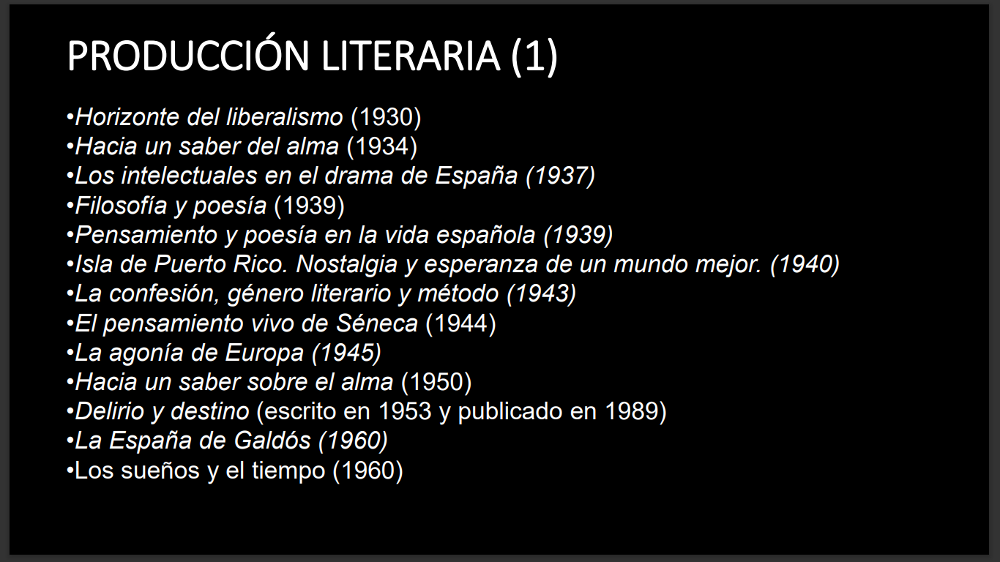 PRODUCCIÓN LITERARIA (1)
•Horizonte del liberalismo (1930)
•Hacia un saber del alma (1934)
•Los intelectuales en el drama de España (1937)
•Filosofía y poesía (1939)
•Pensamiento y poesía en la vida española (1939)
•Isla de Puerto Rico. Nostalgia y esperanza de un mundo mejor. (1940)
•La confesión, género literario y método (1943)
•El pensamiento vivo de Séneca (1944)
•La agonía de Europa (1945)
•Hacia un saber sobre el alma (1950)
•Delirio y destino (escrito en 1953 y publicado en 1989)
•La España de Galdós (1960)
•Los sueños y el tiempo (1960)